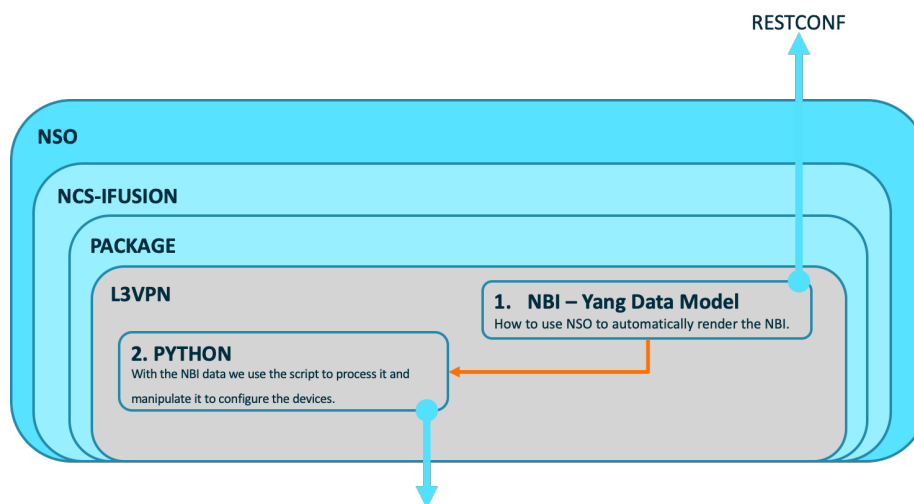 RESTCONF
NSO
NCS-IFUSION
PACKAGE
L3VPN
1. NBI – Yang Data Model
How to use NSO to automatically render the NBI.
2. PYTHON
With the NBI data we use the script to process it and
manipulate it to configure the devices.